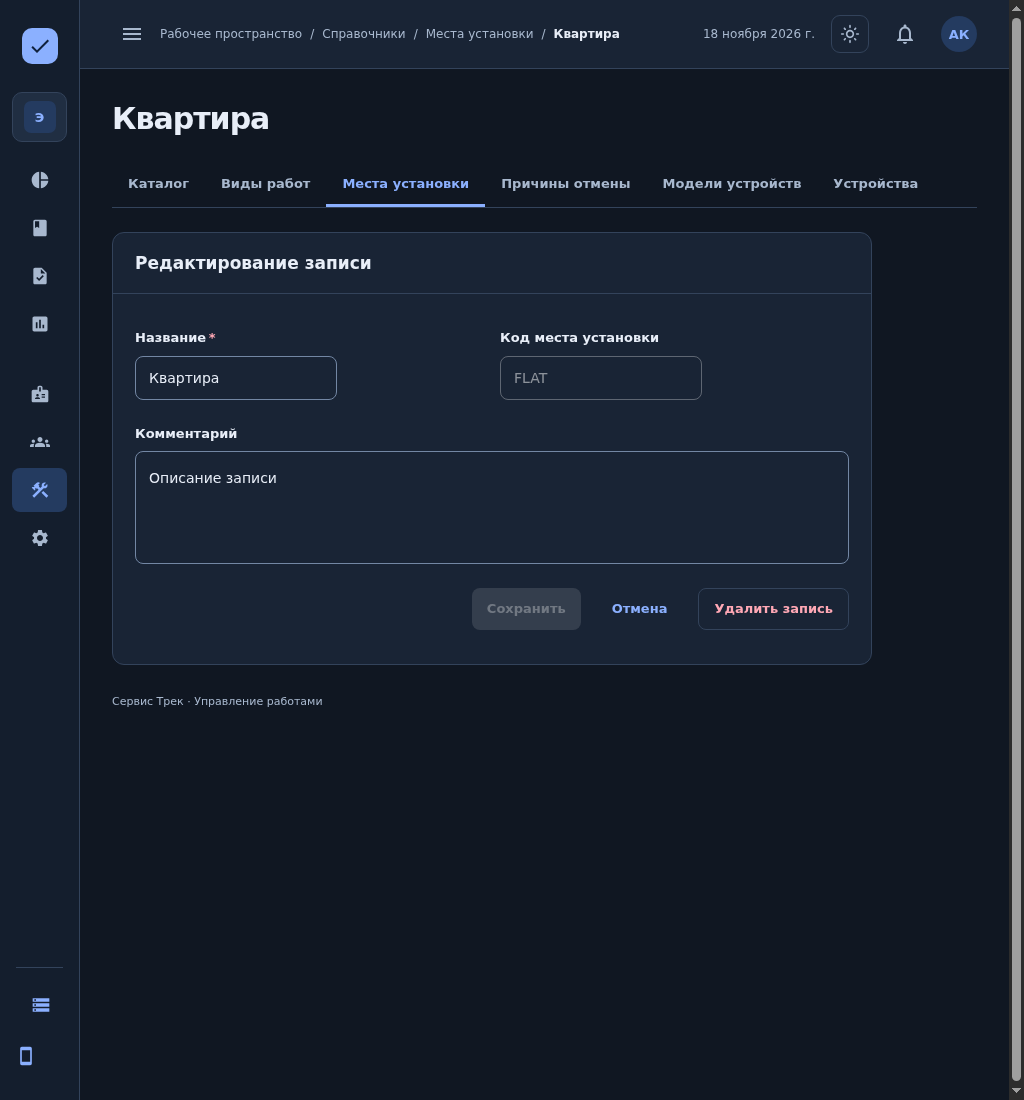 Рабочее пространство / Справочники / Места установки / Квартира
18 ноября 2026 г.
АК
Э
Квартира
Каталог Виды работ Места установки Причины отмены Модели устройств Устройства
Редактирование записи
Название *
Код места установки
Квартира
FLAT
Комментарий
Описание записи
Сохранить Отмена Удалить запись
Сервис Трек · Управление работами